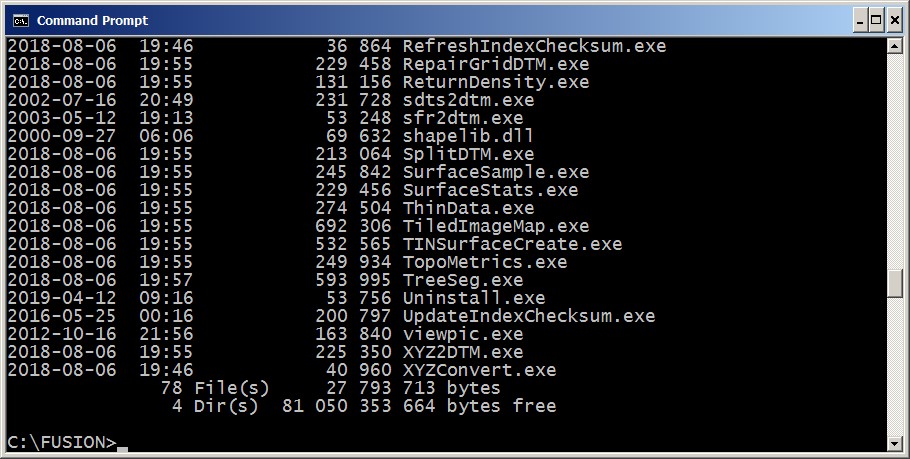 Command Prompt
2018-08-06  19:46            36 864 RefreshIndexChecksum.exe
2018-08-06  19:55           229 458 RepairGridDTM.exe
2018-08-06  19:55           131 156 ReturnDensity.exe
2002-07-16  20:49           231 728 sdts2dtm.exe
2003-05-12  19:13            53 248 sfr2dtm.exe
2000-09-27  06:06            69 632 shapelib.dll
2018-08-06  19:55           213 064 SplitDTM.exe
2018-08-06  19:55           245 842 SurfaceSample.exe
2018-08-06  19:55           229 456 SurfaceStats.exe
2018-08-06  19:55           274 504 ThinData.exe
2018-08-06  19:55           692 306 TiledImageMap.exe
2018-08-06  19:55           532 565 TINSurfaceCreate.exe
2018-08-06  19:55           249 934 TopoMetrics.exe
2018-08-06  19:57           593 995 TreeSeg.exe
2019-04-12  09:16            53 756 Uninstall.exe
2016-05-25  00:16           200 797 UpdateIndexChecksum.exe
2012-10-16  21:56           163 840 viewpic.exe
2018-08-06  19:55           225 350 XYZ2DTM.exe
2018-08-06  19:46            40 960 XYZConvert.exe
78 File(s)     27 793 713 bytes
4 Dir(s)  81 050 353 664 bytes free
C:\FUSION>_